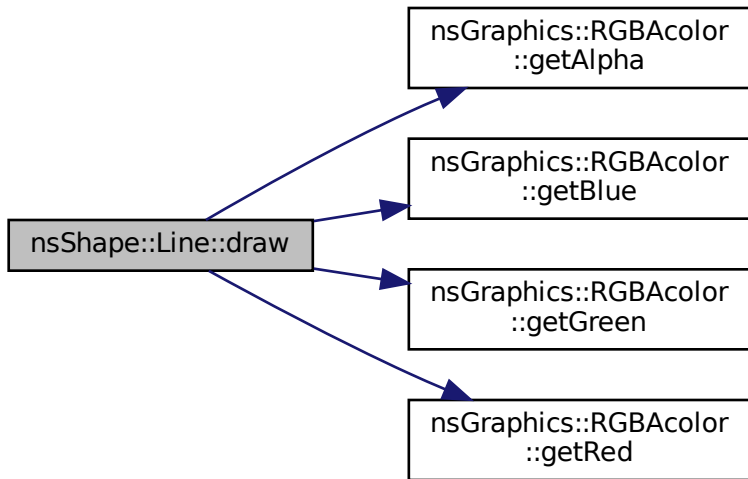 nsGraphics::RGBAcolor
::getAlpha
nsGraphics::RGBAcolor
::getBlue
nsShape::Line::draw
nsGraphics::RGBAcolor
::getGreen
nsGraphics::RGBAcolor
::getRed